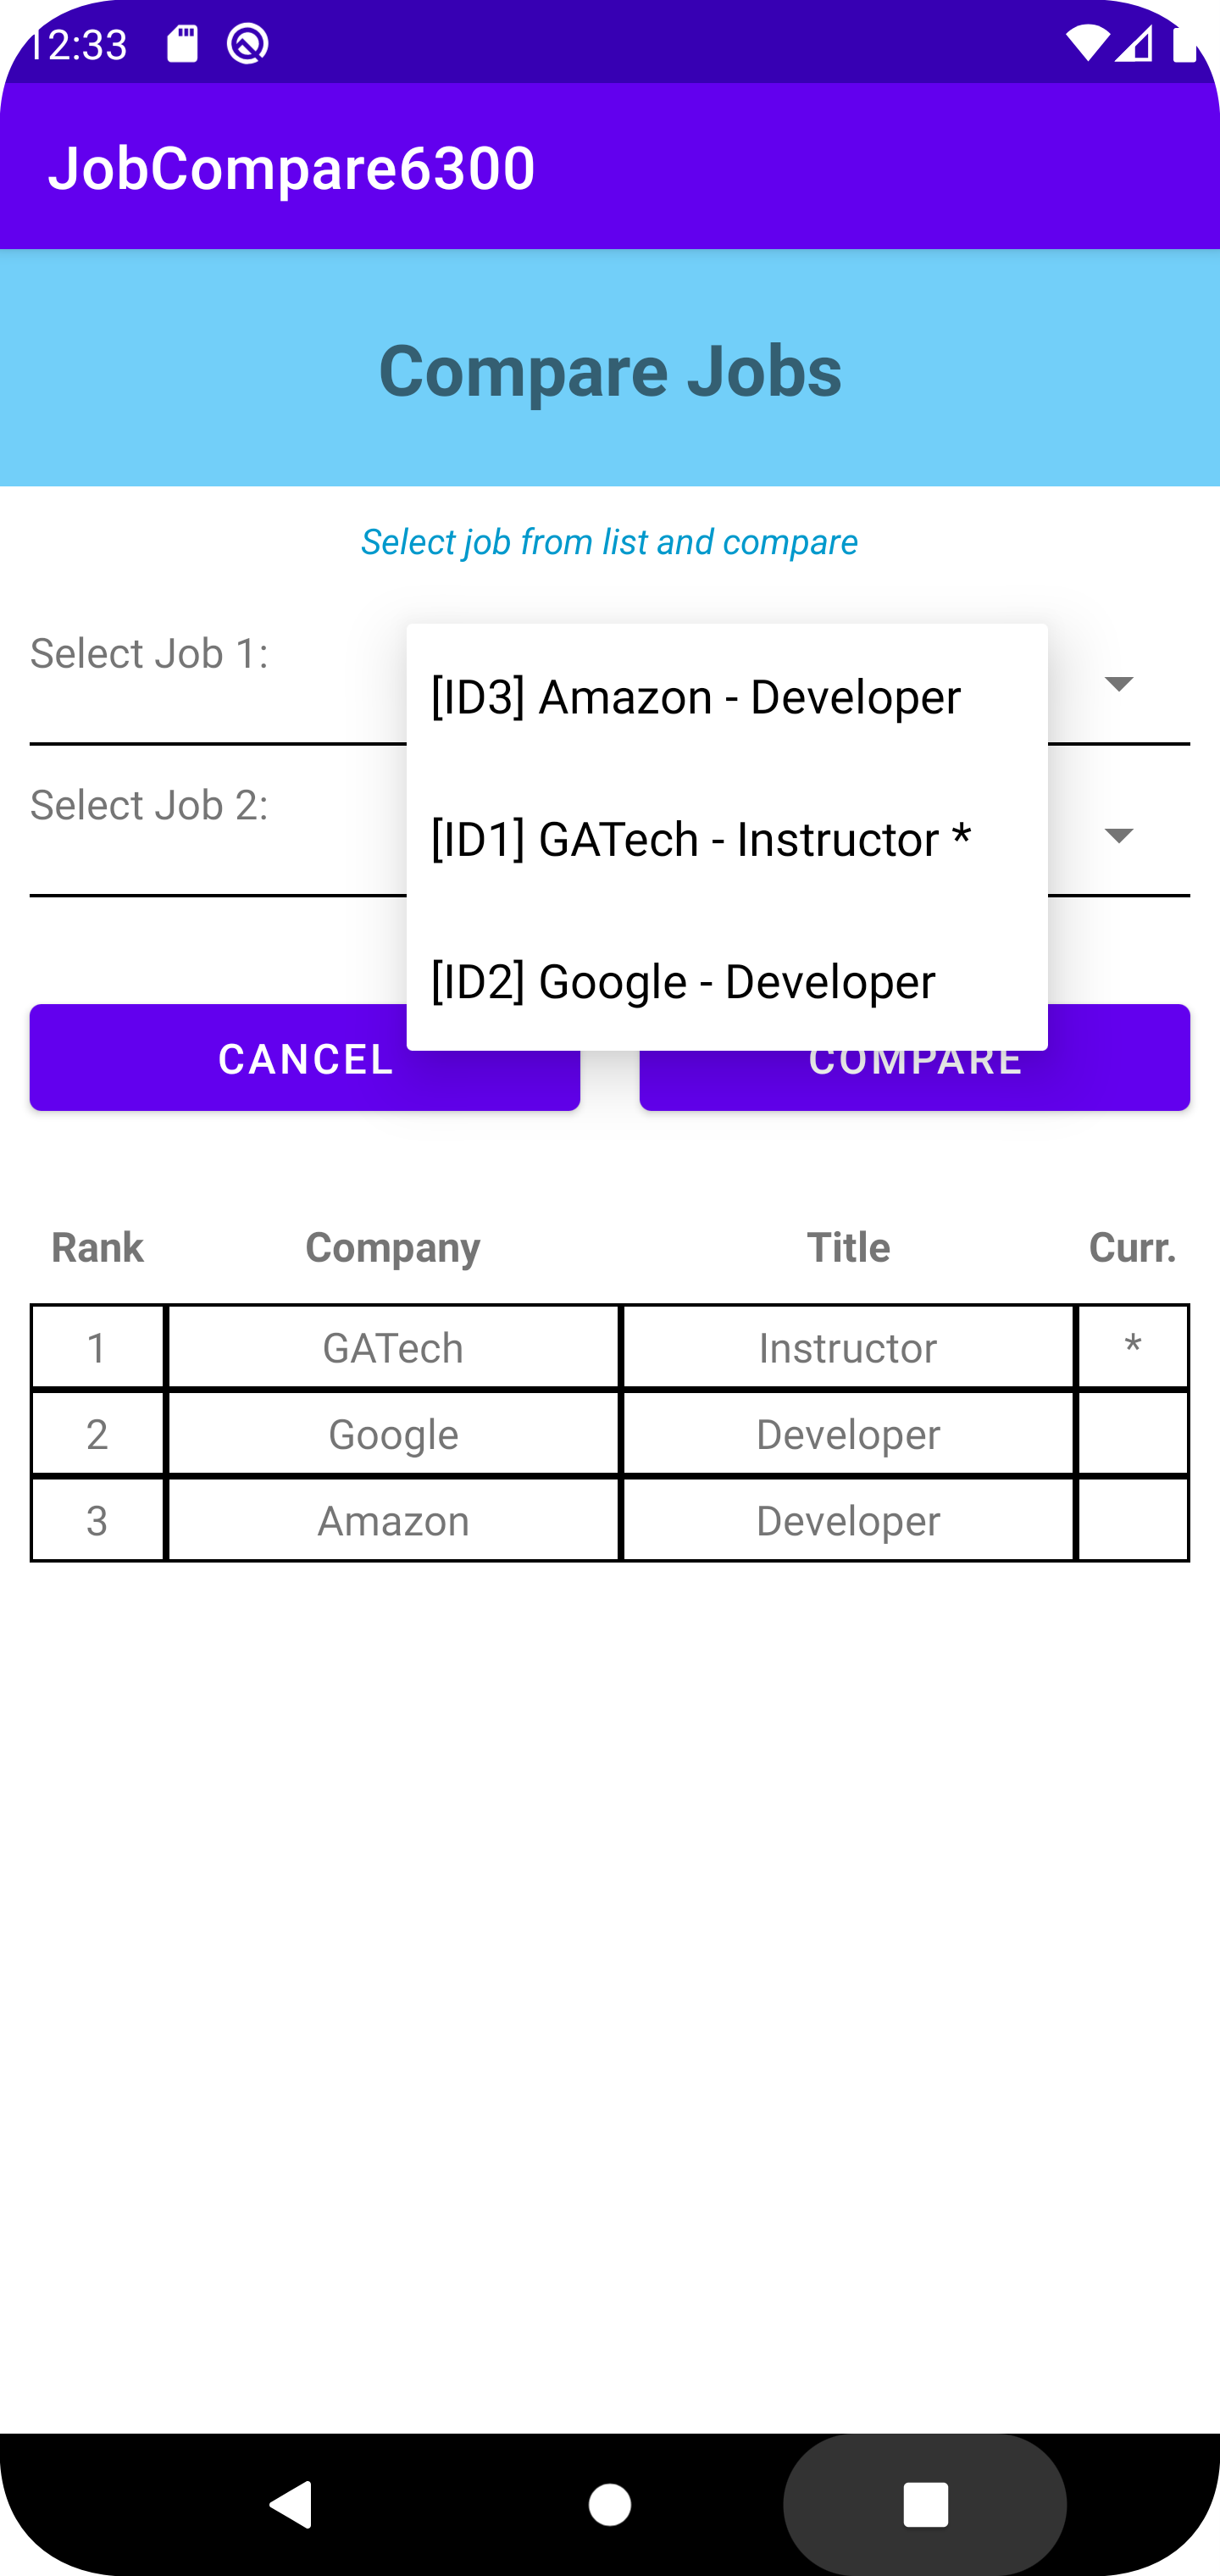 12:33
JobCompare6300
Compare Jobs
Select job from list and compare
Select Job 1:
[ID3] Amazon - Developer
Select Job 2:
[ID1] GATech - Instructor *
[ID2] Google - Developer
CANCEL COMPARE
Rank Company Title Curr.
1 GATech Instructor *
2 Google Developer
3 Amazon Developer